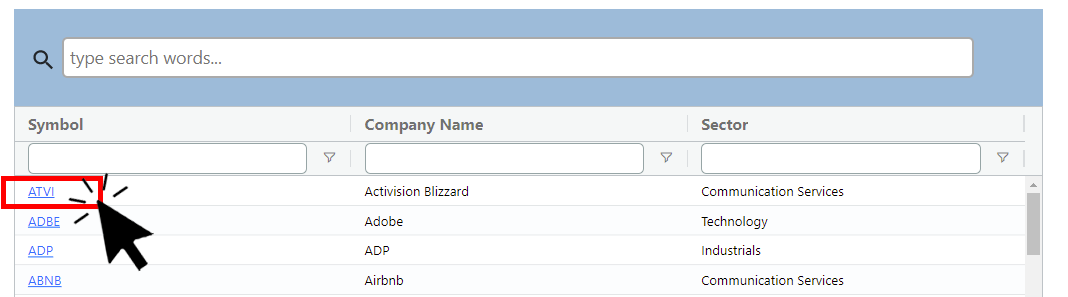 type search words...
Symbol Company Name Sector
ATVI Activision Blizzard Communication Services
ADBE Adobe Technology
ADP ADP Industrials
ABNB Airbnb Communication Services